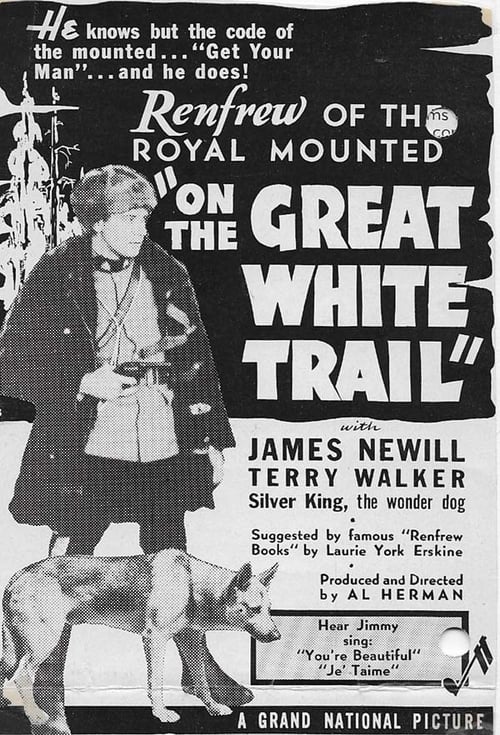 HE knows but the code of
the mounted... "Get Your
Man"... and he does!
Renfrew OF TH
ROYAL MOUNTED
"ON
THE GREAT
WHITE
TRAIL"
with
JAMES NEWILL
TERRY WALKER
Silver King, the wonder dog
Suggested by famous "Renfrew
Books" by Laurie York Erskine
Produced and Directed
by AL HERMAN
Hear Jimmy
sing:
"You're Beautiful"
"Je' Taime"
A GRAND NATIONAL PICTURE